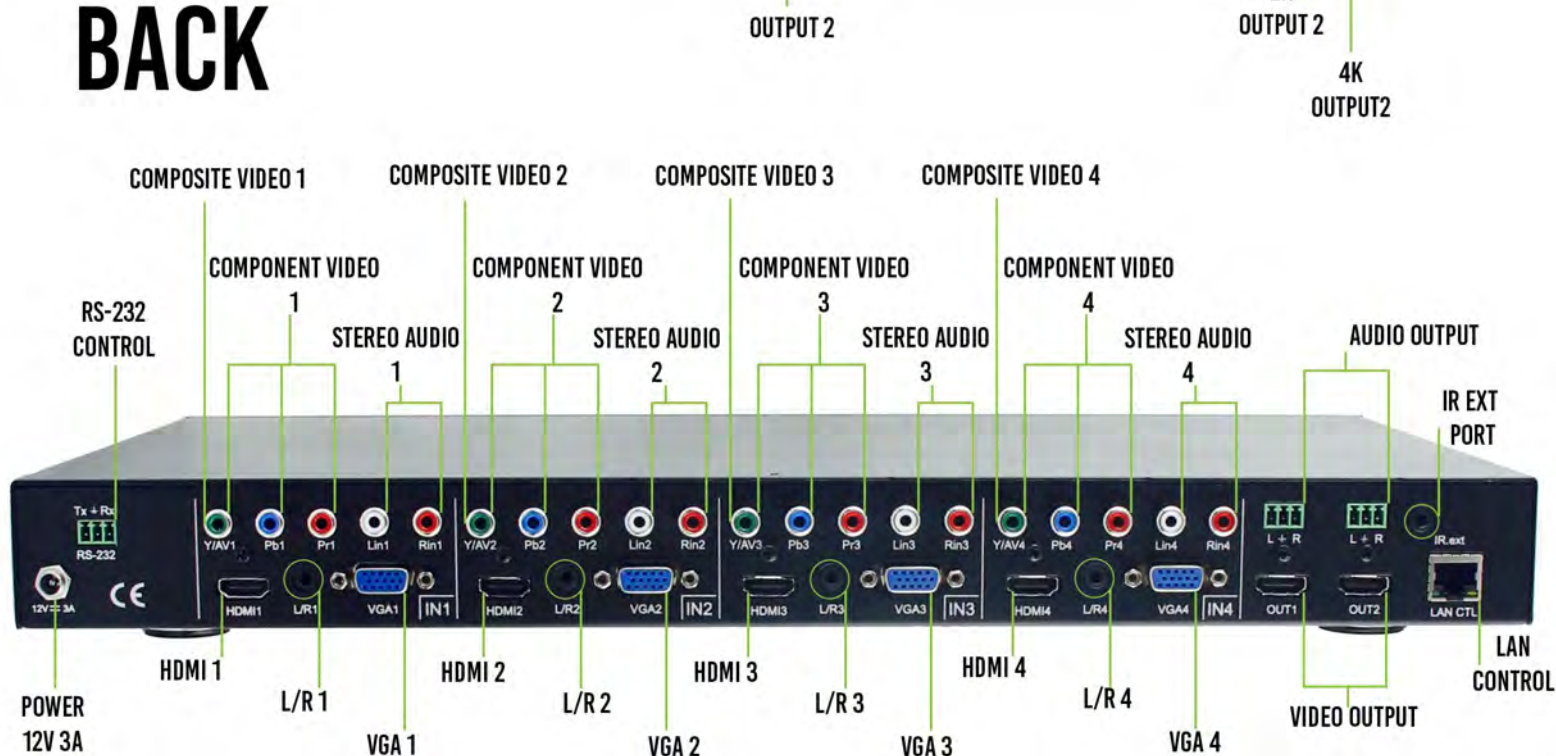 BACK
OUTPUT 2
OUTPUT 2
4K
OUTPUT2
COMPOSITE VIDEO 1
COMPOSITE VIDEO 2
COMPOSITE VIDEO 3
COMPOSITE VIDEO 4
COMPONENT VIDEO
1
COMPONENT VIDEO
2
COMPONENT VIDEO
3
COMPONENT VIDEO
4
RS-232
CONTROL
STEREO AUDIO
1
STEREO AUDIO
2
STEREO AUDIO
3
STEREO AUDIO
4
AUDIO OUTPUT
IR EXT
PORT
Tx ⏚ Rx
RS-232
12V 3A
CE
Y/AV1 Pb1 Pr1 Lin1 Rin1
HDMI1 L/R1 VGA1 IN1
Y/AV2 Pb2 Pr2 Lin2 Rin2
HDMI2 L/R2 VGA2 IN2
Y/AV3 Pb3 Pr3 Lin3 Rin3
HDMI3 L/R3 VGA3 IN3
Y/AV4 Pb4 Pr4 Lin4 Rin4
HDMI4 L/R4 VGA4 IN4
L ⏚ R
L ⏚ R
IR.ext
OUT1 OUT2 LAN CTL
POWER
12V 3A
HDMI 1
L/R 1
VGA 1
HDMI 2
L/R 2
VGA 2
HDMI 3
L/R 3
VGA 3
HDMI 4
L/R 4
VGA 4
VIDEO OUTPUT
LAN
CONTROL